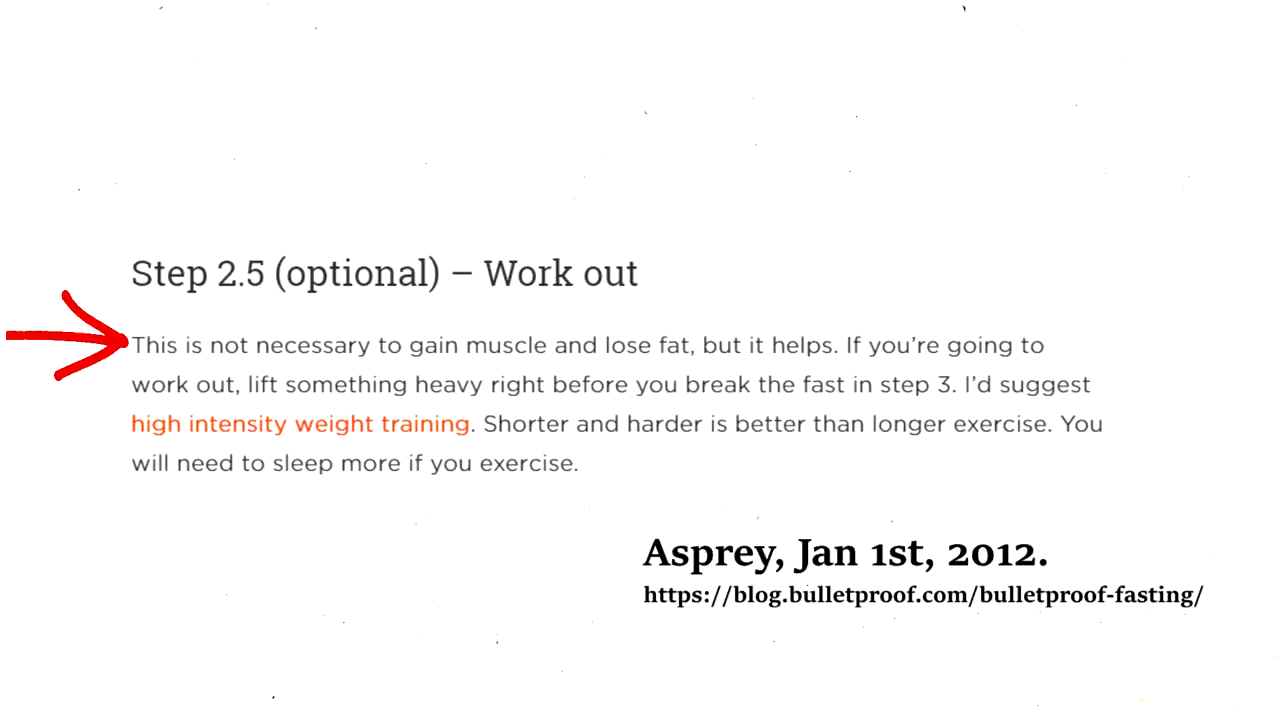 Step 2.5 (optional) – Work out
This is not necessary to gain muscle and lose fat, but it helps. If you’re going to
work out, lift something heavy right before you break the fast in step 3. I’d suggest
high intensity weight training. Shorter and harder is better than longer exercise. You
will need to sleep more if you exercise.
Asprey, Jan 1st, 2012.
https://blog.bulletproof.com/bulletproof-fasting/